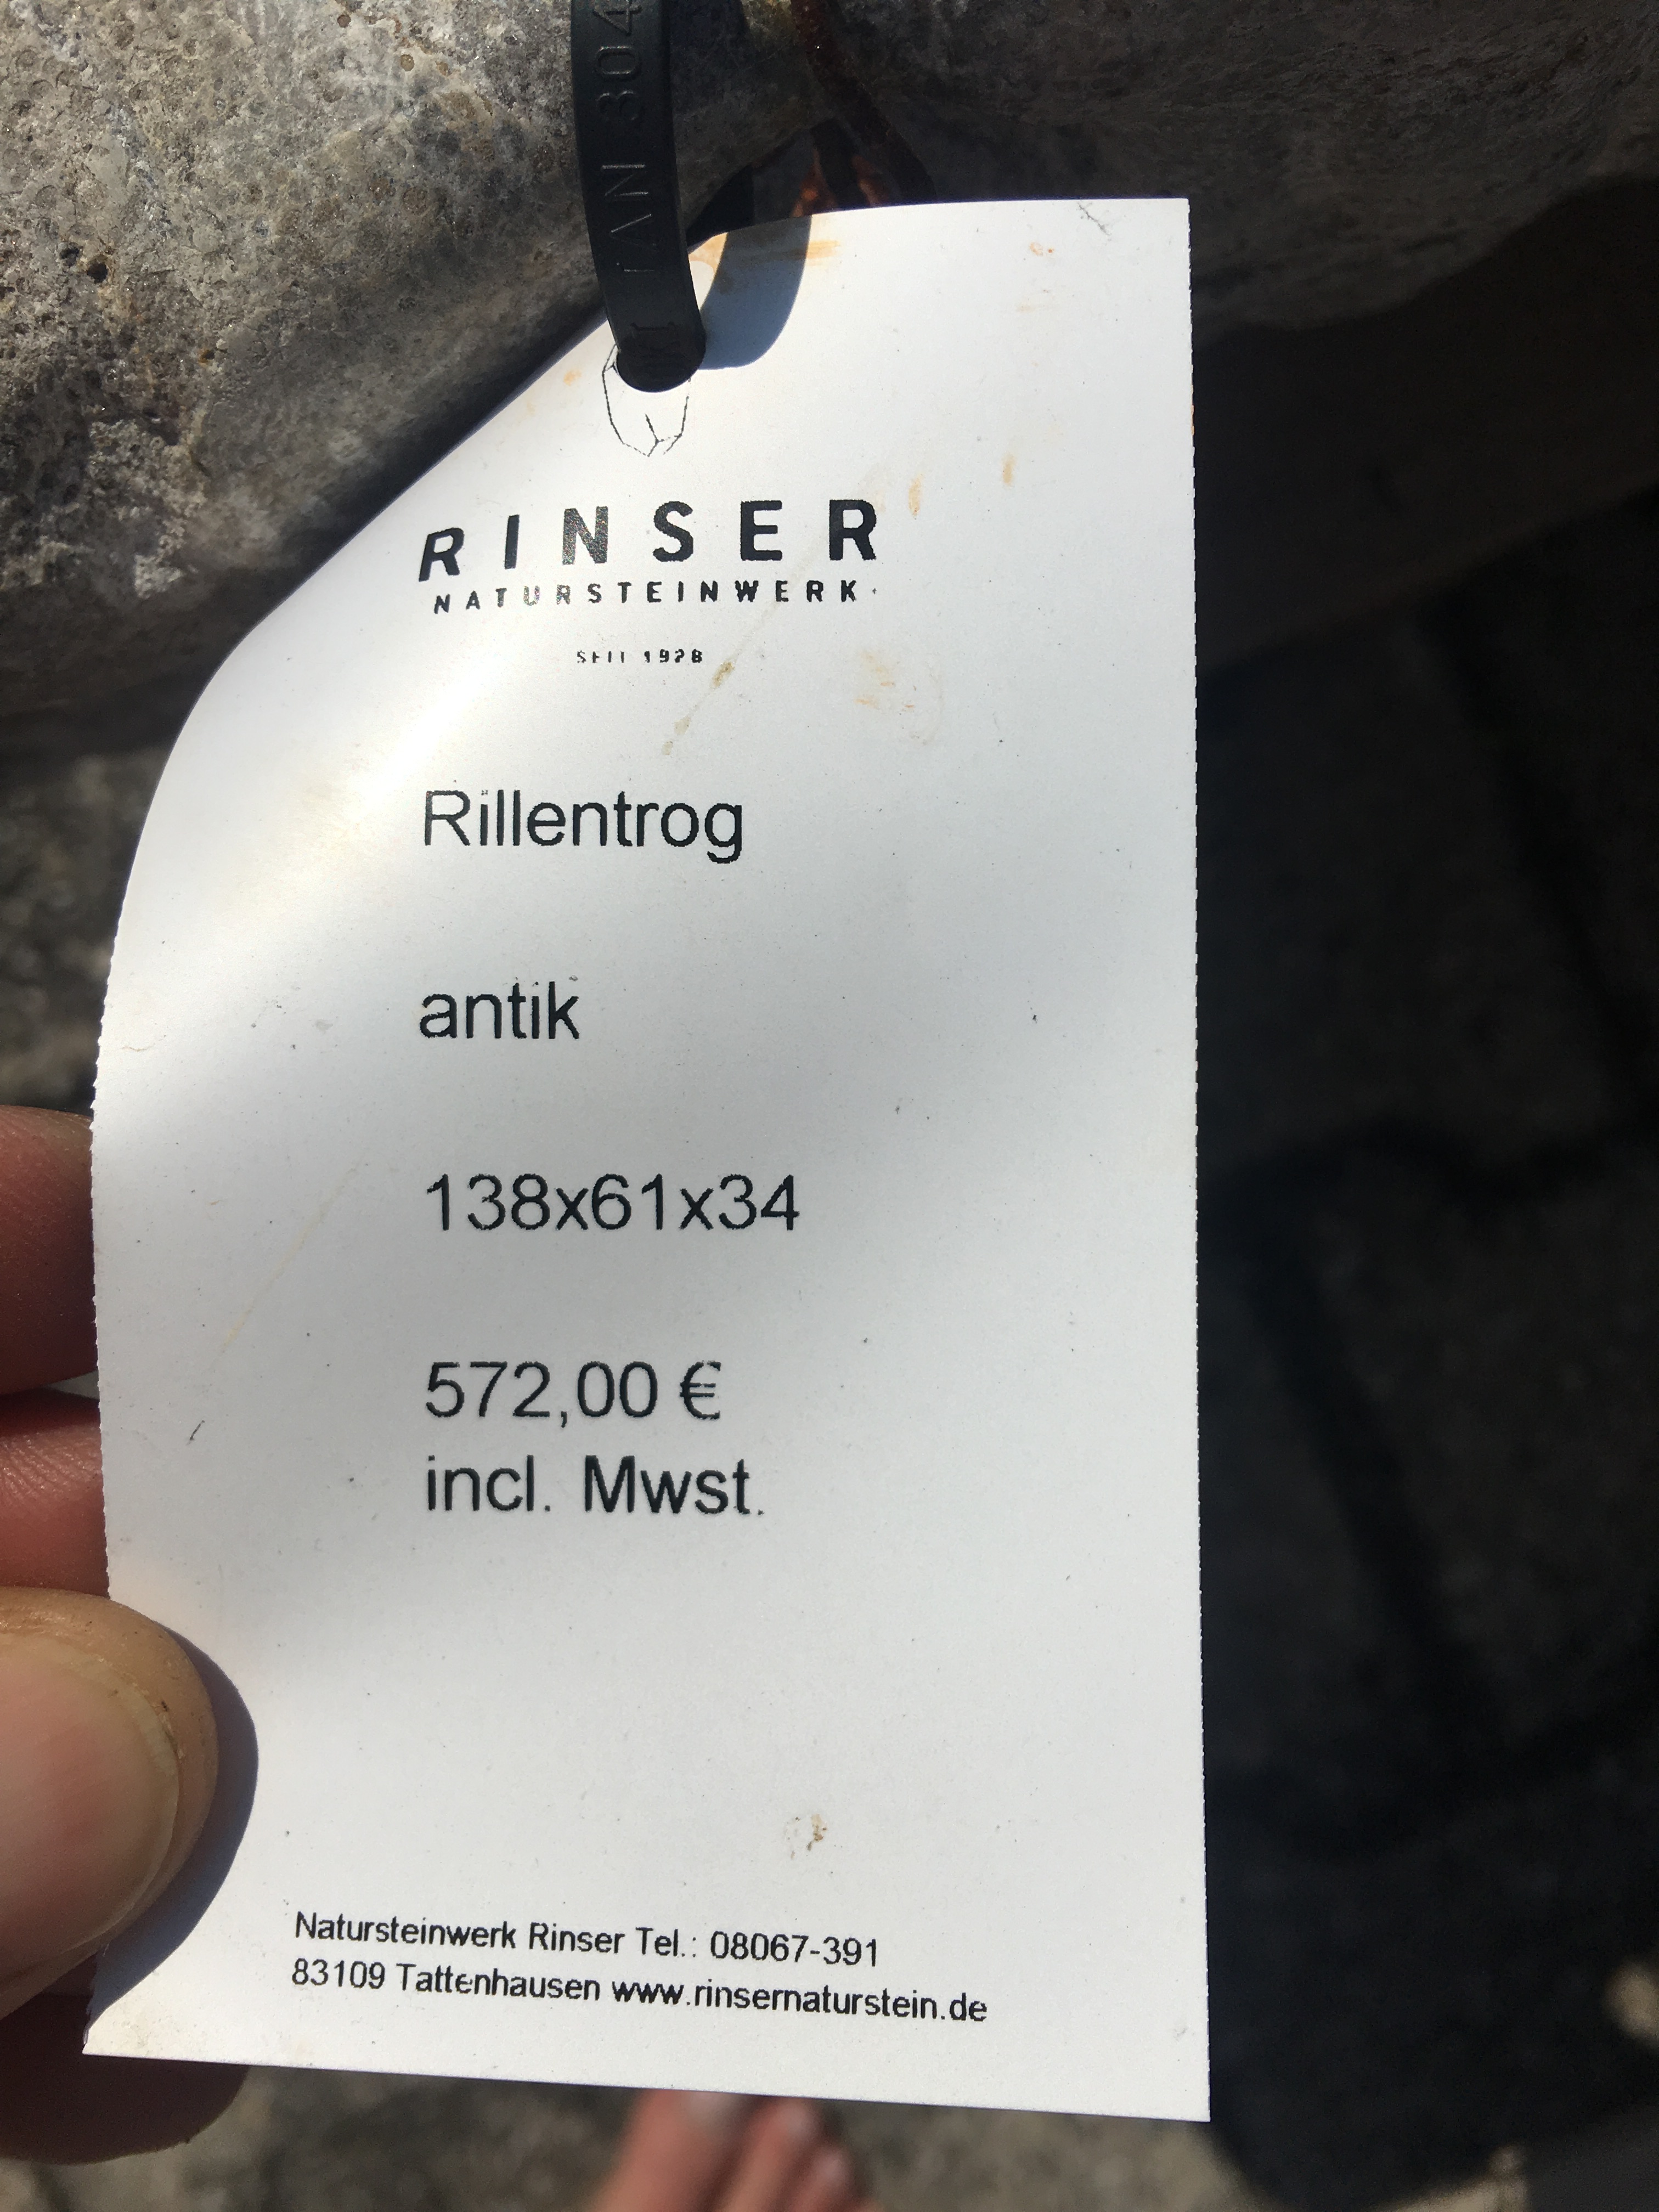 RINSER
NATURSTEINWERK
SEIT 1928
Rillentrog
antik
138x61x34
572,00 €
incl. Mwst.
Natursteinwerk Rinser Tel.: 08067-391
83109 Tattenhausen www.rinsernaturstein.de